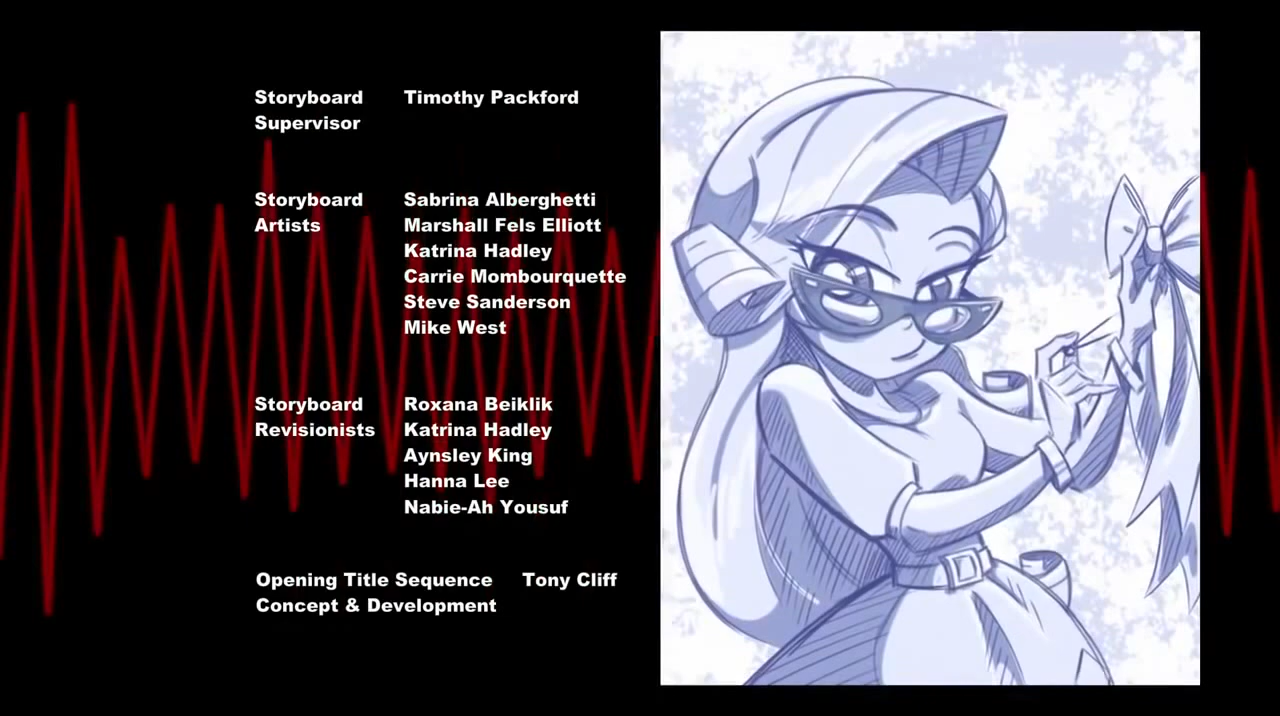 Storyboard Timothy Packford
Supervisor
Storyboard Sabrina Alberghetti
Artists Marshall Fels Elliott
Katrina Hadley
Carrie Mombourquette
Steve Sanderson
Mike West
Storyboard Roxana Beiklik
Revisionists Katrina Hadley
Aynsley King
Hanna Lee
Nabie-Ah Yousuf
Opening Title Sequence Tony Cliff
Concept & Development